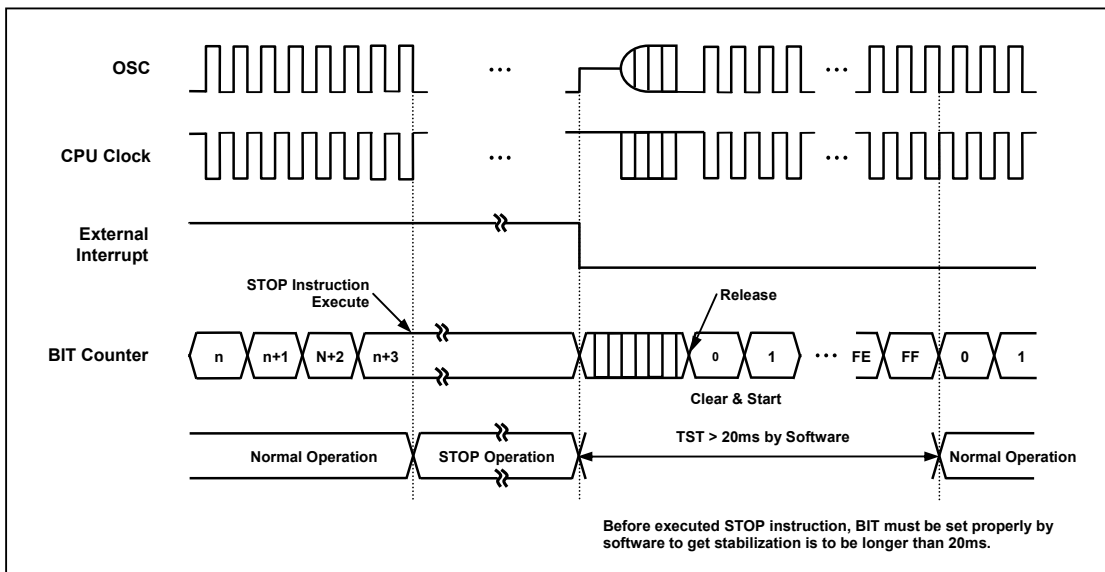 OSC
...
...
CPU Clock
...
...
External
Interrupt
STOP Instruction
Execute
Release
BIT Counter
n
n+1
N+2
n+3
0
1
...
FE
FF
0
1
Clear & Start
Normal Operation
STOP Operation
TST > 20ms by Software
Normal Operation
Before executed STOP instruction, BIT must be set properly by
software to get stabilization is to be longer than 20ms.